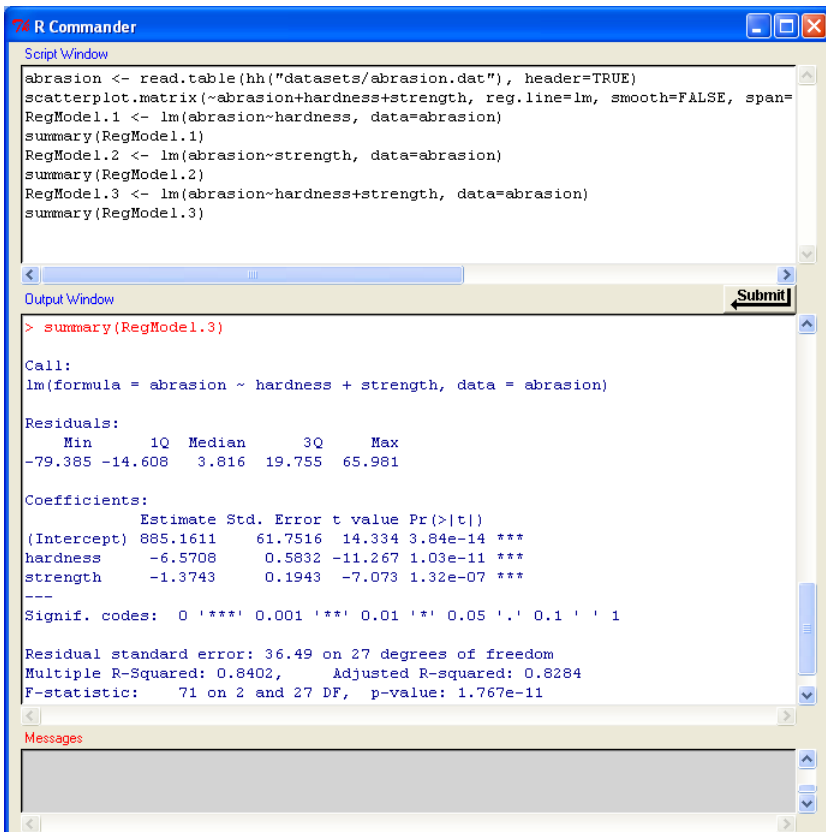 R Commander
Script Window
abrasion <- read.table(hh("datasets/abrasion.dat"), header=TRUE)
scatterplot.matrix(~abrasion+hardness+strength, reg.line=lm, smooth=FALSE, span=
RegModel.1 <- lm(abrasion~hardness, data=abrasion)
summary(RegModel.1)
RegModel.2 <- lm(abrasion~strength, data=abrasion)
summary(RegModel.2)
RegModel.3 <- lm(abrasion~hardness+strength, data=abrasion)
summary(RegModel.3)
Output Window
Submit
> summary(RegModel.3)
Call:
lm(formula = abrasion ~ hardness + strength, data = abrasion)
Residuals:
Min 1Q Median 3Q Max
-79.385 -14.608 3.816 19.755 65.981
Coefficients:
Estimate Std. Error t value Pr(>|t|)
(Intercept) 885.1611 61.7516 14.334 3.84e-14 ***
hardness -6.5708 0.5832 -11.267 1.03e-11 ***
strength -1.3743 0.1943 -7.073 1.32e-07 ***
---
Signif. codes: 0 '***' 0.001 '**' 0.01 '*' 0.05 '.' 0.1 ' ' 1
Residual standard error: 36.49 on 27 degrees of freedom
Multiple R-Squared: 0.8402, Adjusted R-squared: 0.8284
F-statistic: 71 on 2 and 27 DF, p-value: 1.767e-11
Messages